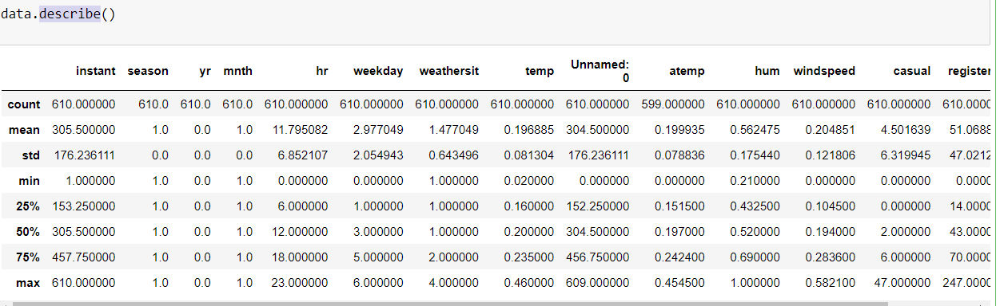 data.describe()
instant season yr mnth hr weekday weathersit temp Unnamed: 0 atemp hum windspeed casual register
count 610.000000 610.0 610.0 610.0 610.000000 610.000000 610.000000 610.000000 610.000000 599.000000 610.000000 610.000000 610.000000 610.0000
mean 305.500000 1.0 0.0 1.0 11.795082 2.977049 1.477049 0.196885 304.500000 0.199935 0.562475 0.204851 4.501639 51.0688
std 176.236111 0.0 0.0 0.0 6.852107 2.054943 0.643496 0.081304 176.236111 0.078836 0.175440 0.121806 6.319945 47.0212
min 1.000000 1.0 0.0 1.0 0.000000 0.000000 1.000000 0.020000 0.000000 0.000000 0.210000 0.000000 0.000000 0.0000
25% 153.250000 1.0 0.0 1.0 6.000000 1.000000 1.000000 0.160000 152.250000 0.151500 0.432500 0.104500 0.000000 14.0000
50% 305.500000 1.0 0.0 1.0 12.000000 3.000000 1.000000 0.200000 304.500000 0.197000 0.520000 0.194000 2.000000 43.0000
75% 457.750000 1.0 0.0 1.0 18.000000 5.000000 2.000000 0.235000 456.750000 0.242400 0.690000 0.283600 6.000000 70.0000
max 610.000000 1.0 0.0 1.0 23.000000 6.000000 4.000000 0.460000 609.000000 0.454500 1.000000 0.582100 47.000000 247.0000